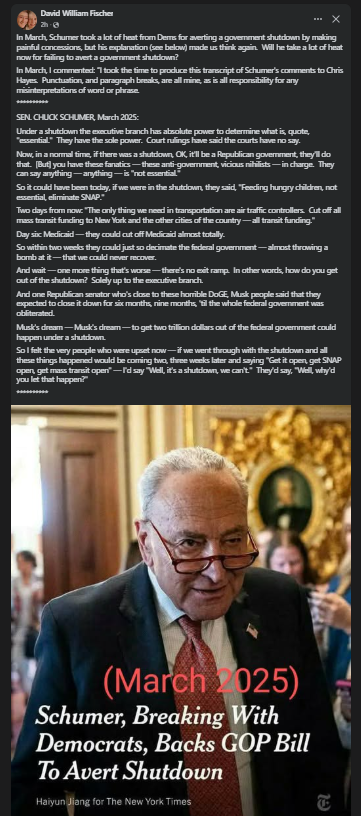 David William Fischer
2h
In March, Schumer took a lot of heat from Dems for averting a government shutdown by making
painful concessions, but his explanation (see below) made us think again. Will he take a lot of heat
now for failing to avert a government shutdown?
In March, I commented: "I took the time to produce this transcript of Schumer's comments to Chris
Hayes. Punctuation, and paragraph breaks, are all mine, as is all responsibility for any
misinterpretations of word or phrase.
**********
SEN. CHUCK SCHUMER, March 2025:
Under a shutdown the executive branch has absolute power to determine what is, quote,
"essential." They have the sole power. Court rulings have said the courts have no say.
Now, in a normal time, if there was a shutdown, OK, it'll be a Republican government, they'll do
that. [But] you have these fanatics — these anti-government, vicious nihilists — in charge. They
can say anything — anything — is "not essential."
So it could have been today, if we were in the shutdown, they said, "Feeding hungry children, not
essential, eliminate SNAP."
Two days from now: "The only thing we need in transportation are air traffic controllers. Cut off all
mass transit funding to New York and the other cities of the country — all transit funding."
Day six: Medicaid — they could cut off Medicaid almost totally.
So within two weeks they could just so decimate the federal government — almost throwing a
bomb at it — that we could never recover.
And wait — one more thing that's worse — there's no exit ramp. In other words, how do you get
out of the shutdown? Solely up to the executive branch.
And one Republican senator who's close to these horrible DoGE, Musk people said that they
expected to close it down for six months, nine months, 'til the whole federal government was
obliterated.
Musk's dream — Musk's dream — to get two trillion dollars out of the federal government could
happen under a shutdown.
So I felt the very people who were upset now — if we went through with the shutdown and all
these things happened would be coming two, three weeks later and saying "Get it open, get SNAP
open, get mass transit open" — I'd say "Well, it's a shutdown, we can't." They'd say, "Well, why'd
you let that happen?"
**********
(March 2025)
Schumer, Breaking With
Democrats, Backs GOP Bill
To Avert Shutdown
Haiyun Jiang for The New York Times